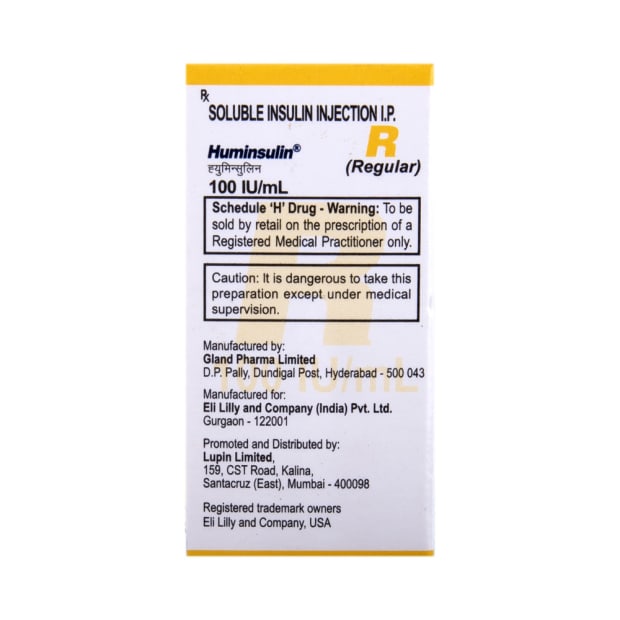 Rx
SOLUBLE INSULIN INJECTION I.P.
Huminsulin® R
ह्युमिन्सुलिन (Regular)
100 IU/mL
Schedule 'H' Drug - Warning: To be
sold by retail on the prescription of a
Registered Medical Practitioner only.
Caution: It is dangerous to take this
preparation except under medical
supervision.
R
100 IU/mL
Manufactured by:
Gland Pharma Limited
D.P. Pally, Dundigal Post, Hyderabad - 500 043
Manufactured for:
Eli Lilly and Company (India) Pvt. Ltd.
Gurgaon - 122001
Promoted and Distributed by:
Lupin Limited,
159, CST Road, Kalina,
Santacruz (East), Mumbai - 400098
Registered trademark owners
Eli Lilly and Company, USA